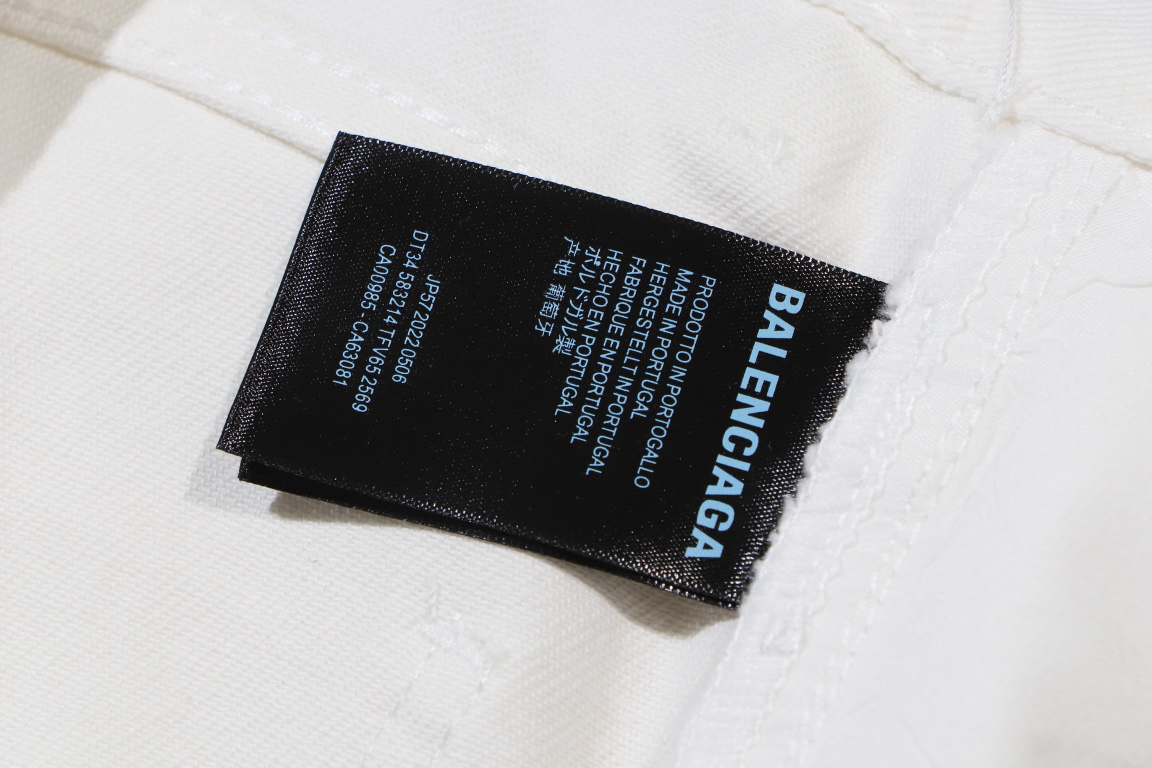 BALENCIAGA
PRODOTTO IN PORTOGALLO
MADE IN PORTUGAL
HERGESTELLT IN PORTUGAL
FABRIQUE EN PORTUGAL
HECHO EN PORTUGAL
ポルトガル製
产地 葡萄牙
JP57 2020506
DT34 583214 TFV65 2569
CA00985 - CA63081